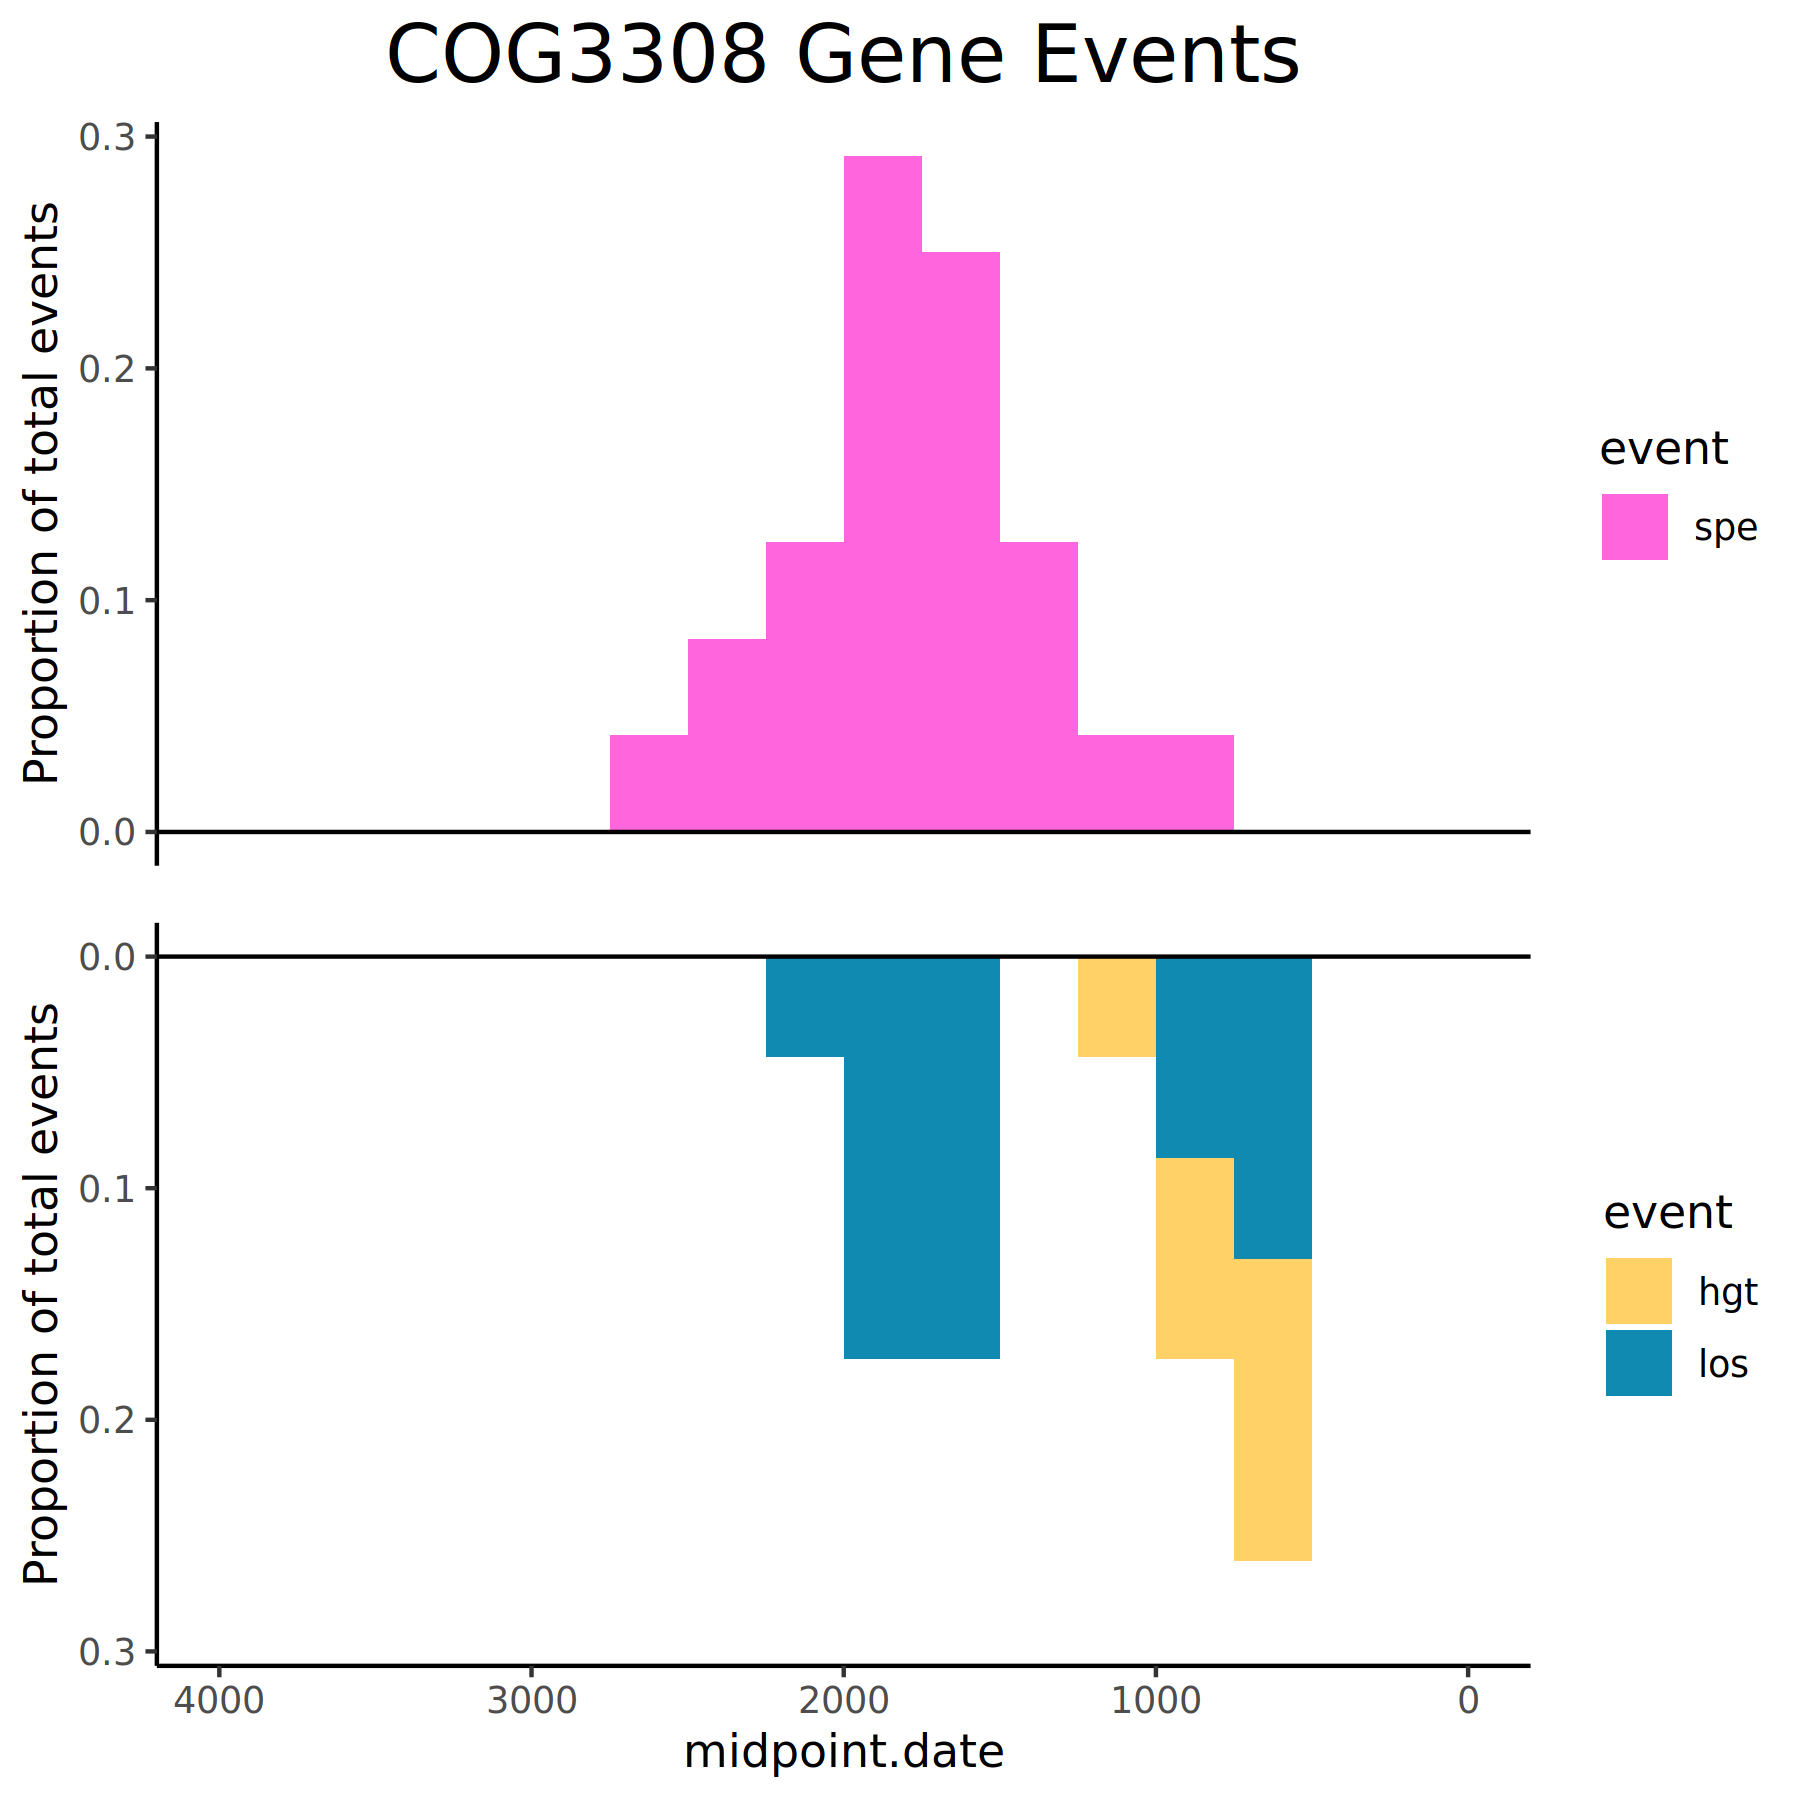 COG3308 Gene Events
Proportion of total events
0.3
0.2
0.1
0.0
event
spe
Proportion of total events
0.0
0.1
0.2
0.3
event
hgt
los
4000 3000 2000 1000 0
midpoint.date